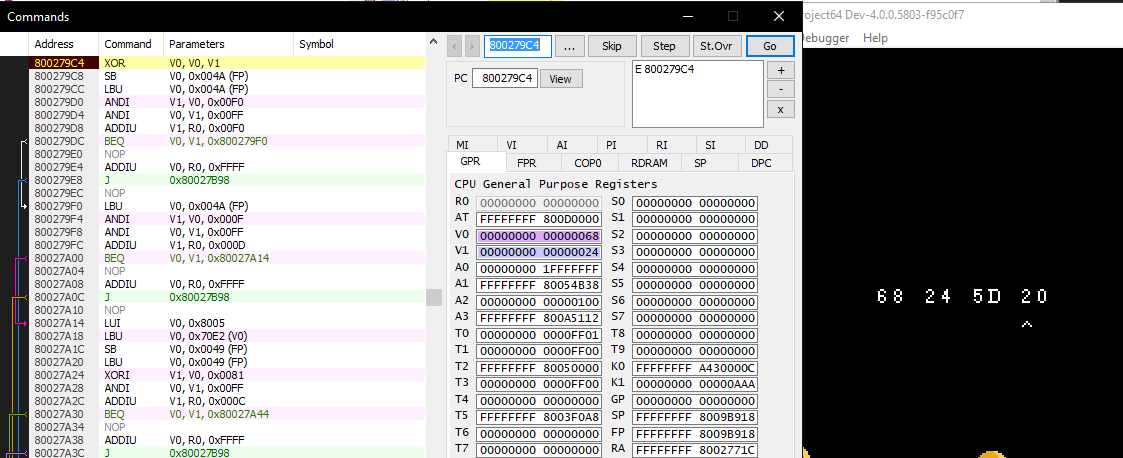 Commands
Project64 Dev-4.0.0.5803-f95c0f7
Debugger Help
Address Command Parameters Symbol
800279C4 XOR V0, V0, V1
800279C8 SB V0, 0x004A (FP)
800279CC LBU V0, 0x004A (FP)
800279D0 ANDI V1, V0, 0x00F0
800279D4 ANDI V0, V1, 0x00FF
800279D8 ADDIU V1, R0, 0x00F0
800279DC BEQ V0, V1, 0x800279F0
800279E0 NOP
800279E4 ADDIU V0, R0, 0xFFFF
800279E8 J 0x80027B98
800279EC NOP
800279F0 LBU V0, 0x004A (FP)
800279F4 ANDI V1, V0, 0x000F
800279F8 ANDI V0, V1, 0x00FF
800279FC ADDIU V1, R0, 0x000D
80027A00 BEQ V0, V1, 0x80027A14
80027A04 NOP
80027A08 ADDIU V0, R0, 0xFFFF
80027A0C J 0x80027B98
80027A10 NOP
80027A14 LUI V0, 0x8005
80027A18 LBU V0, 0x70E2 (V0)
80027A1C SB V0, 0x0049 (FP)
80027A20 LBU V0, 0x0049 (FP)
80027A24 XORI V1, V0, 0x0081
80027A28 ANDI V0, V1, 0x00FF
80027A2C ADDIU V1, R0, 0x000C
80027A30 BEQ V0, V1, 0x80027A44
80027A34 NOP
80027A38 ADDIU V0, R0, 0xFFFF
80027A3C J 0x80027B98
< > 800279C4 ... Skip Step St.Ovr Go
PC 800279C4 View
E 800279C4
+
-
x
MI VI AI PI RI SI DD
GPR FPR COP0 RDRAM SP DPC
CPU General Purpose Registers
R0 00000000 00000000 S0 00000000 00000000
AT FFFFFFFF 800D0000 S1 00000000 00000000
V0 00000000 00000068 S2 00000000 00000000
V1 00000000 00000024 S3 00000000 00000000
A0 00000000 1FFFFFFF S4 00000000 00000000
A1 FFFFFFFF 80054B38 S5 00000000 00000000
A2 00000000 00000100 S6 00000000 00000000
A3 FFFFFFFF 800A5112 S7 00000000 00000000
T0 00000000 0000FF01 T8 00000000 00000000
T1 00000000 0000FF00 T9 00000000 00000000
T2 FFFFFFFF 80050000 K0 FFFFFFFF A430000C
T3 00000000 0000FF00 K1 00000000 00000AAA
T4 00000000 00000000 GP 00000000 00000000
T5 FFFFFFFF 8003F0A8 SP FFFFFFFF 8009B918
T6 00000000 00000000 FP FFFFFFFF 8009B918
T7 00000000 00000000 RA FFFFFFFF 8002771C
68 24 5D 20
^